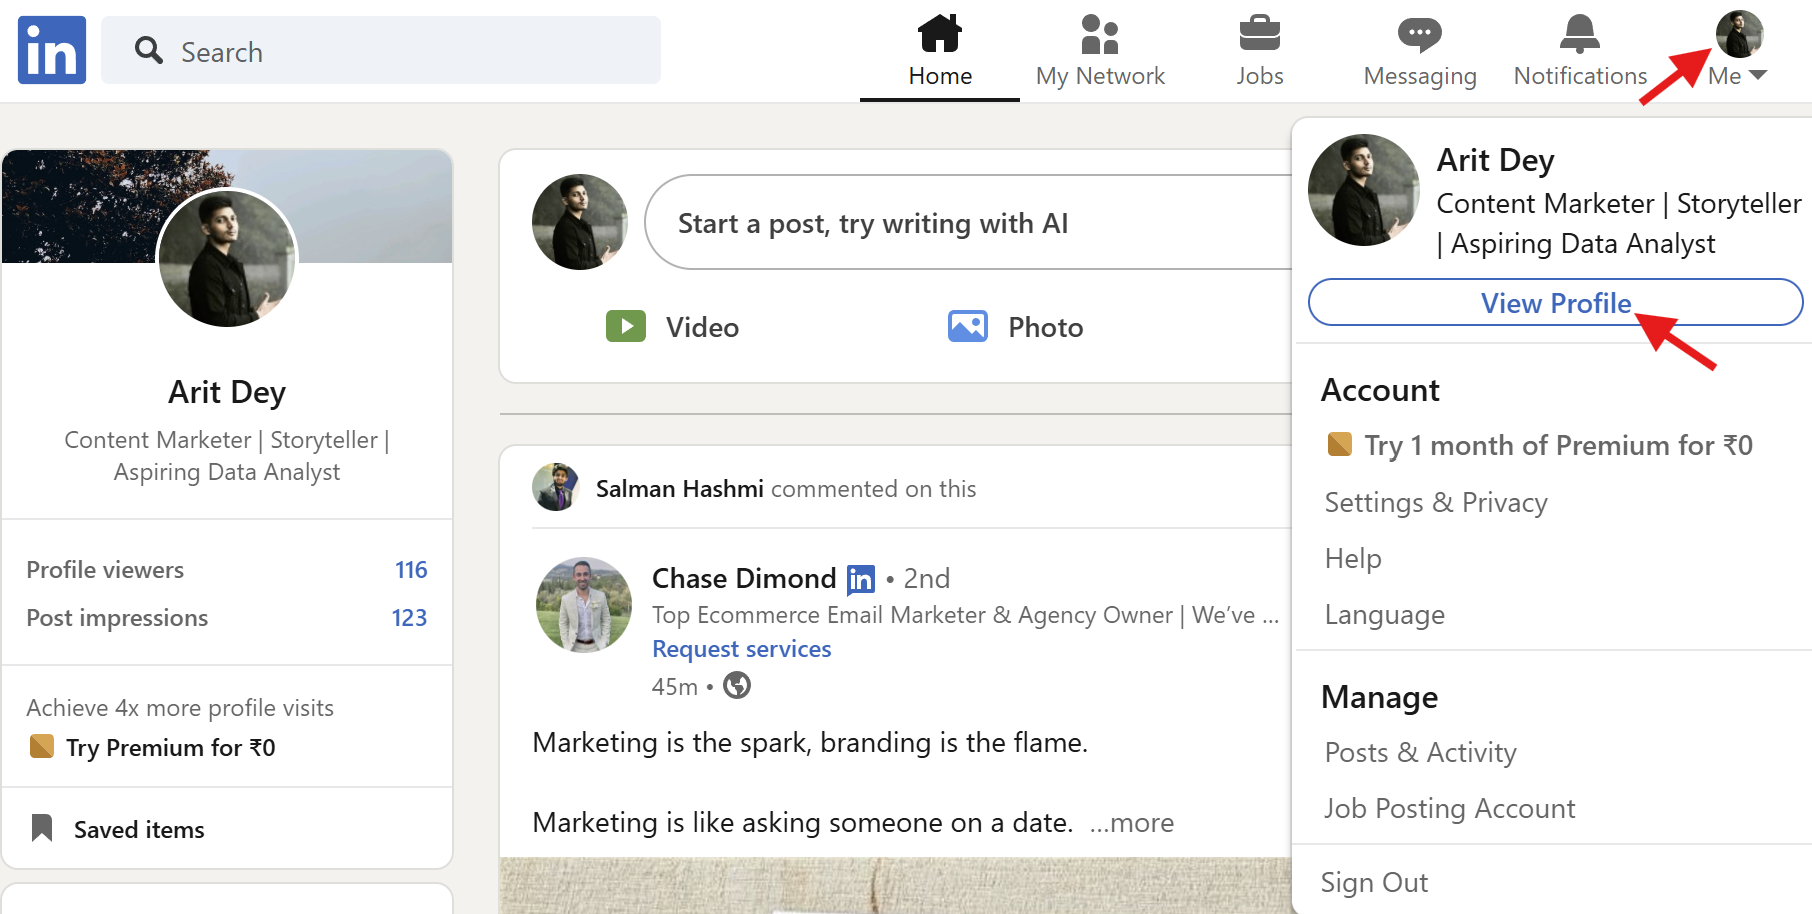 in
Search
Home
My Network
Jobs
Messaging
Notifications
Me
Arit Dey
Content Marketer | Storyteller |
Aspiring Data Analyst
Profile viewers 116
Post impressions 123
Achieve 4x more profile visits
Try Premium for ₹0
Saved items
Start a post, try writing with AI
Video
Photo
Salman Hashmi commented on this
Chase Dimond in • 2nd
Top Ecommerce Email Marketer & Agency Owner | We’ve ...
Request services
45m •
Marketing is the spark, branding is the flame.
Marketing is like asking someone on a date. ...more
Arit Dey
Content Marketer | Storyteller
| Aspiring Data Analyst
View Profile
Account
Try 1 month of Premium for ₹0
Settings & Privacy
Help
Language
Manage
Posts & Activity
Job Posting Account
Sign Out